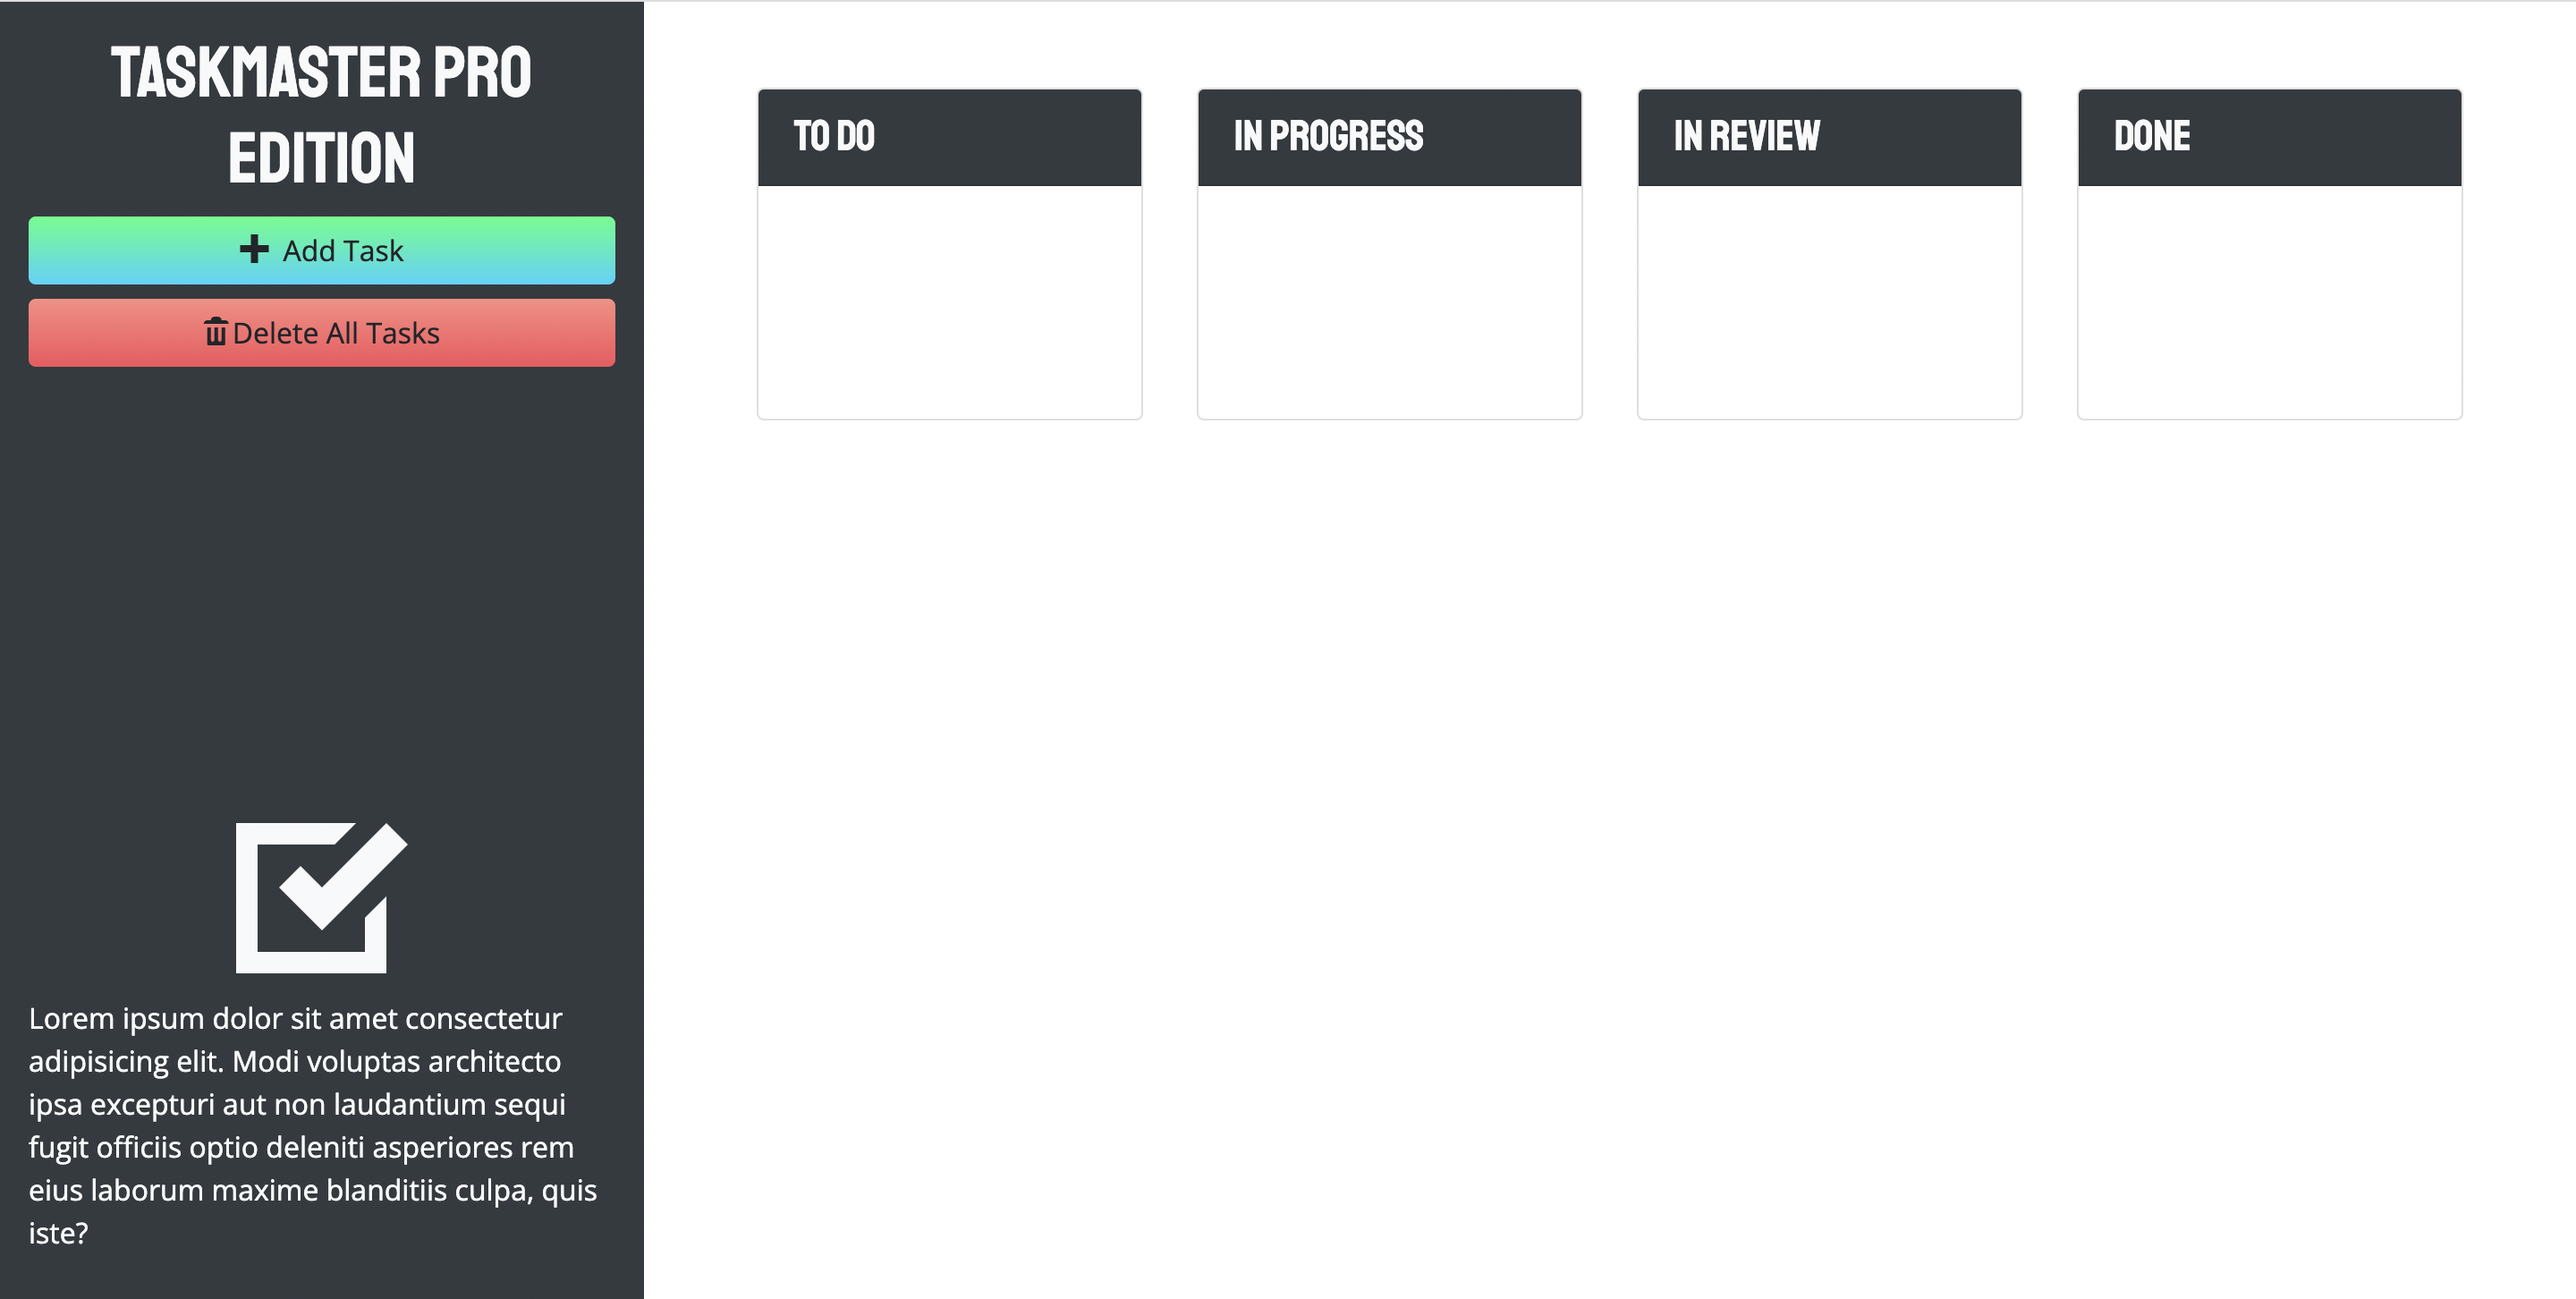 TASKMASTER PRO
EDITION
Add Task
Delete All Tasks
Lorem ipsum dolor sit amet consectetur
adipisicing elit. Modi voluptas architecto
ipsa excepturi aut non laudantium sequi
fugit officiis optio deleniti asperiores rem
eius laborum maxime blanditiis culpa, quis
iste?
TO DO
IN PROGRESS
IN REVIEW
DONE